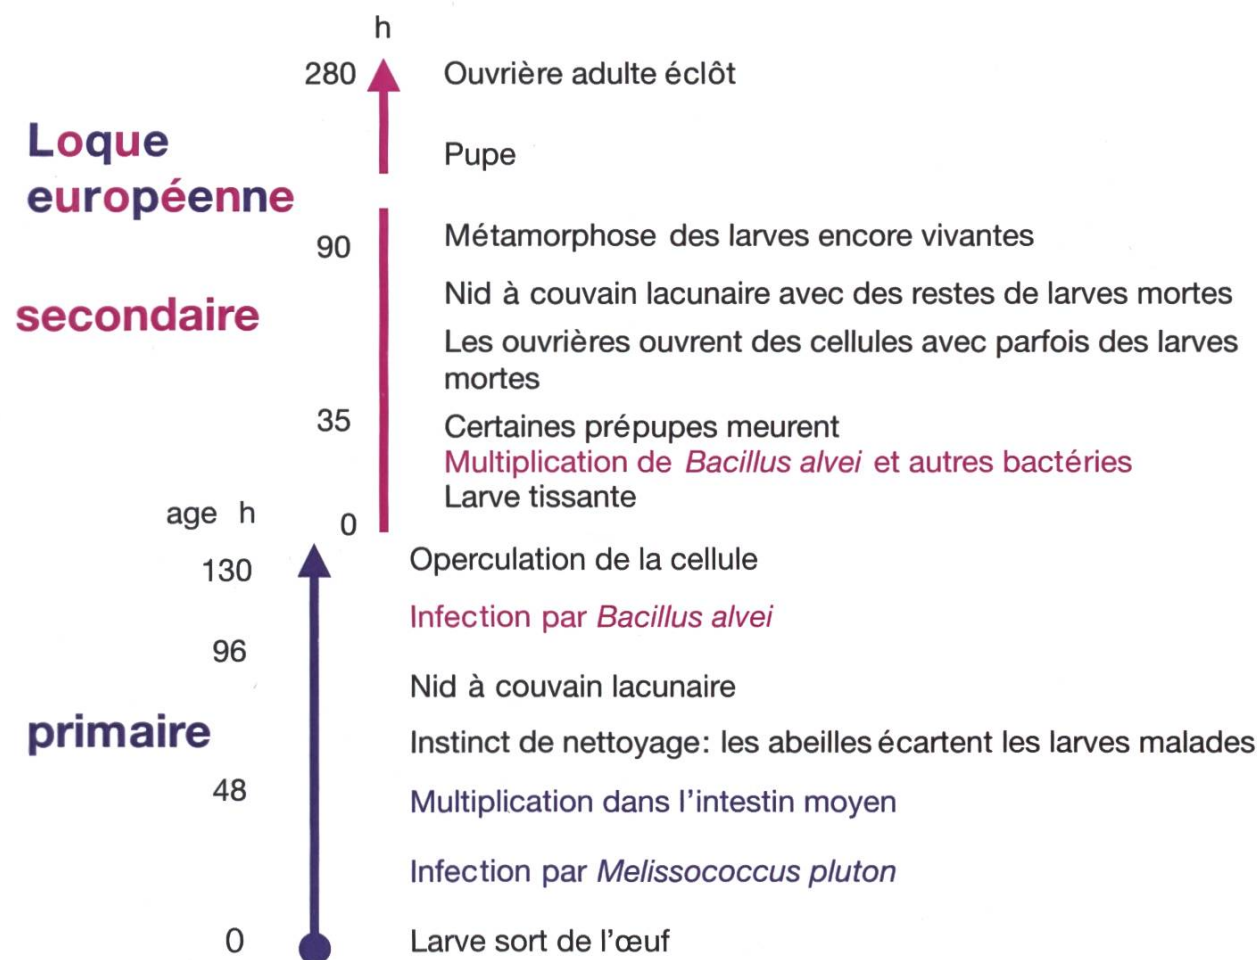 h
280 Ouvrière adulte éclôt
Loque
européenne
Pupe
90 Métamorphose des larves encore vivantes
secondaire
Nid à couvain lacunaire avec des restes de larves mortes
Les ouvrières ouvrent des cellules avec parfois des larves
mortes
35 Certaines prépupes meurent
Multiplication de Bacillus alvei et autres bactéries
Larve tissante
age h
0
130 Operculation de la cellule
Infection par Bacillus alvei
96
Nid à couvain lacunaire
primaire
Instinct de nettoyage: les abeilles écartent les larves malades
48 Multiplication dans l'intestin moyen
Infection par Melissococcus pluton
0 Larve sort de l'œuf